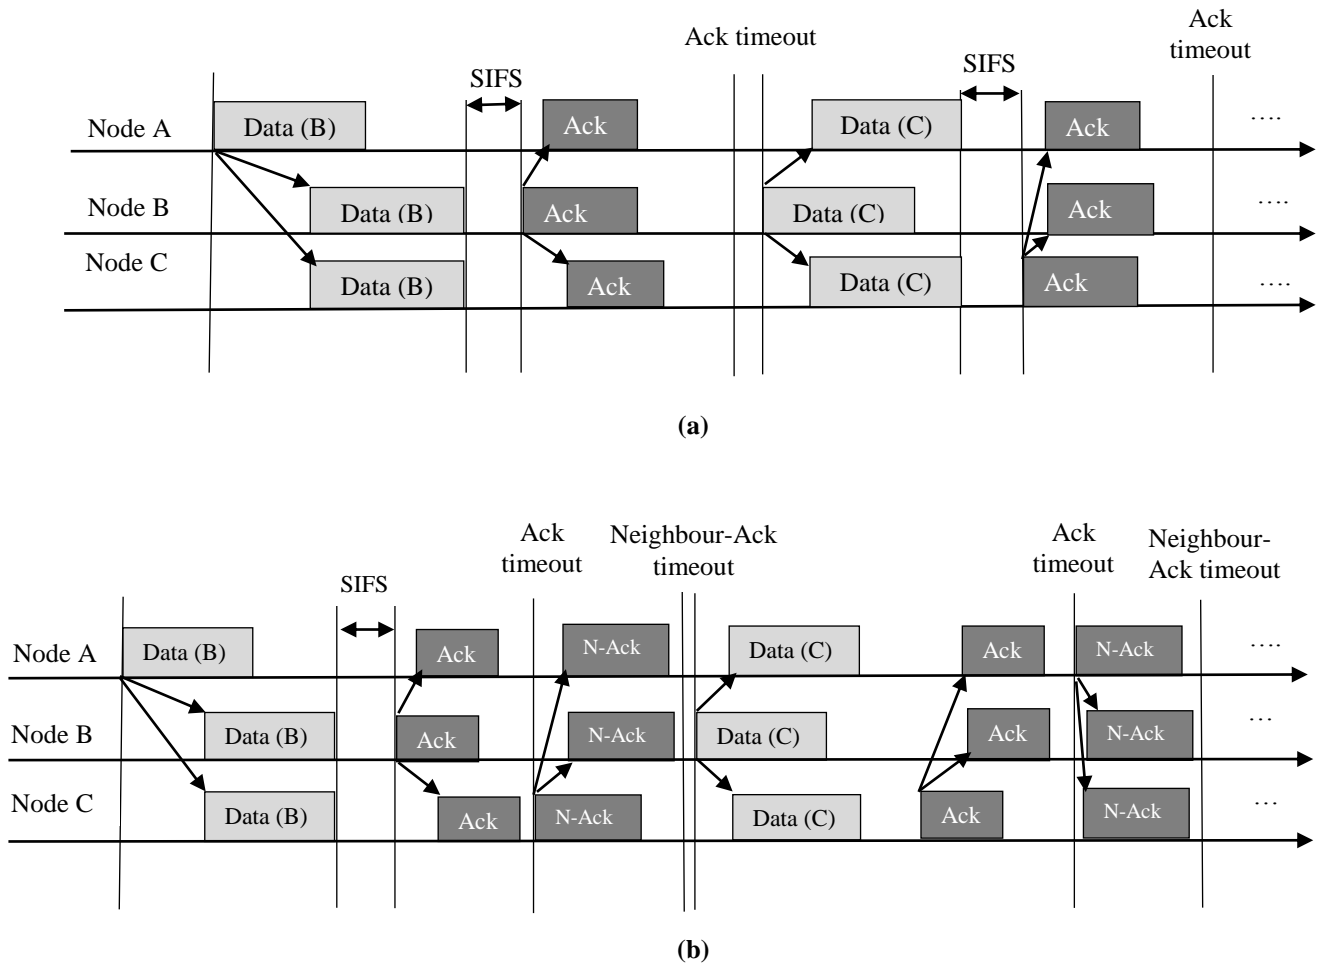 Ack
timeout
Ack timeout
SIFS
SIFS
Node A
Data (B)
Ack
Data (C)
Ack
....
Node B
Data (B)
Ack
Data (C)
Ack
....
Node C
Data (B)
Ack
Data (C)
Ack
....
(a)
Ack
timeout
Neighbour-Ack
timeout
Ack
timeout
Neighbour-
Ack timeout
SIFS
Node A
Data (B)
Ack
N-Ack
Data (C)
Ack
N-Ack
....
Node B
Data (B)
Ack
N-Ack
Data (C)
Ack
N-Ack
...
Node C
Data (B)
Ack
N-Ack
Data (C)
Ack
N-Ack
...
(b)